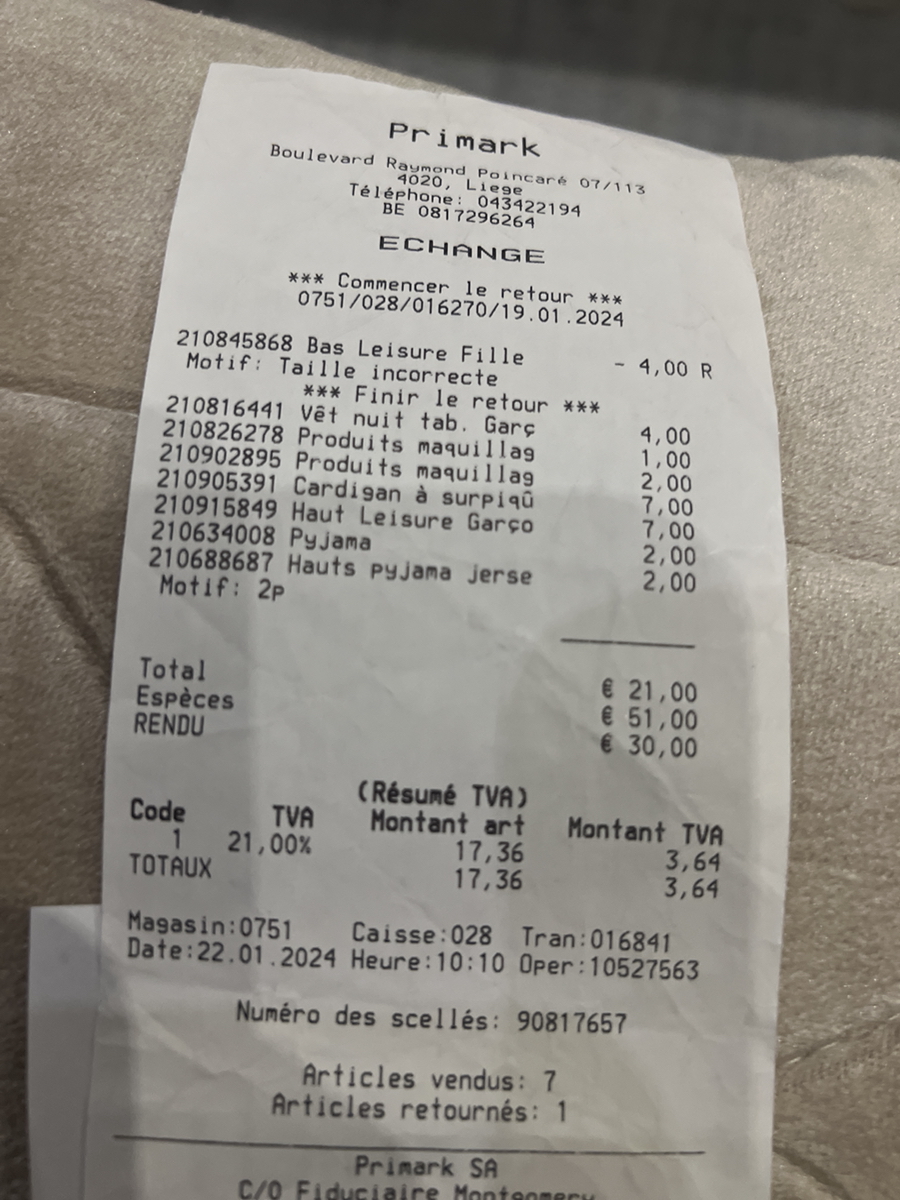 Primark
Boulevard Raymond Poincaré 07/113
4020, Liege
Téléphone: 043422194
BE 0817296264
ECHANGE
*** Commencer le retour ***
0751/028/016270/19.01.2024
210845868 Bas Leisure Fille - 4,00 R
Motif: Taille incorrecte
*** Finir le retour ***
210816441 Vêt nuit tab. Garç 4,00
210826278 Produits maquillag 1,00
210902895 Produits maquillag 2,00
210905391 Cardigan à surpiqû 7,00
210915849 Haut Leisure Garço 7,00
210634008 Pyjama 2,00
210688687 Hauts pyjama jerse 2,00
Motif: 2p
Total € 21,00
Espèces € 51,00
RENDU € 30,00
(Résumé TVA)
Code TVA Montant art Montant TVA
1 21,00% 17,36 3,64
TOTAUX 17,36 3,64
Magasin:0751 Caisse:028 Tran:016841
Date:22.01.2024 Heure:10:10 Oper:10527563
Numéro des scellés: 90817657
Articles vendus: 7
Articles retournés: 1
Primark SA
C/O Fiduciaire Montgomery